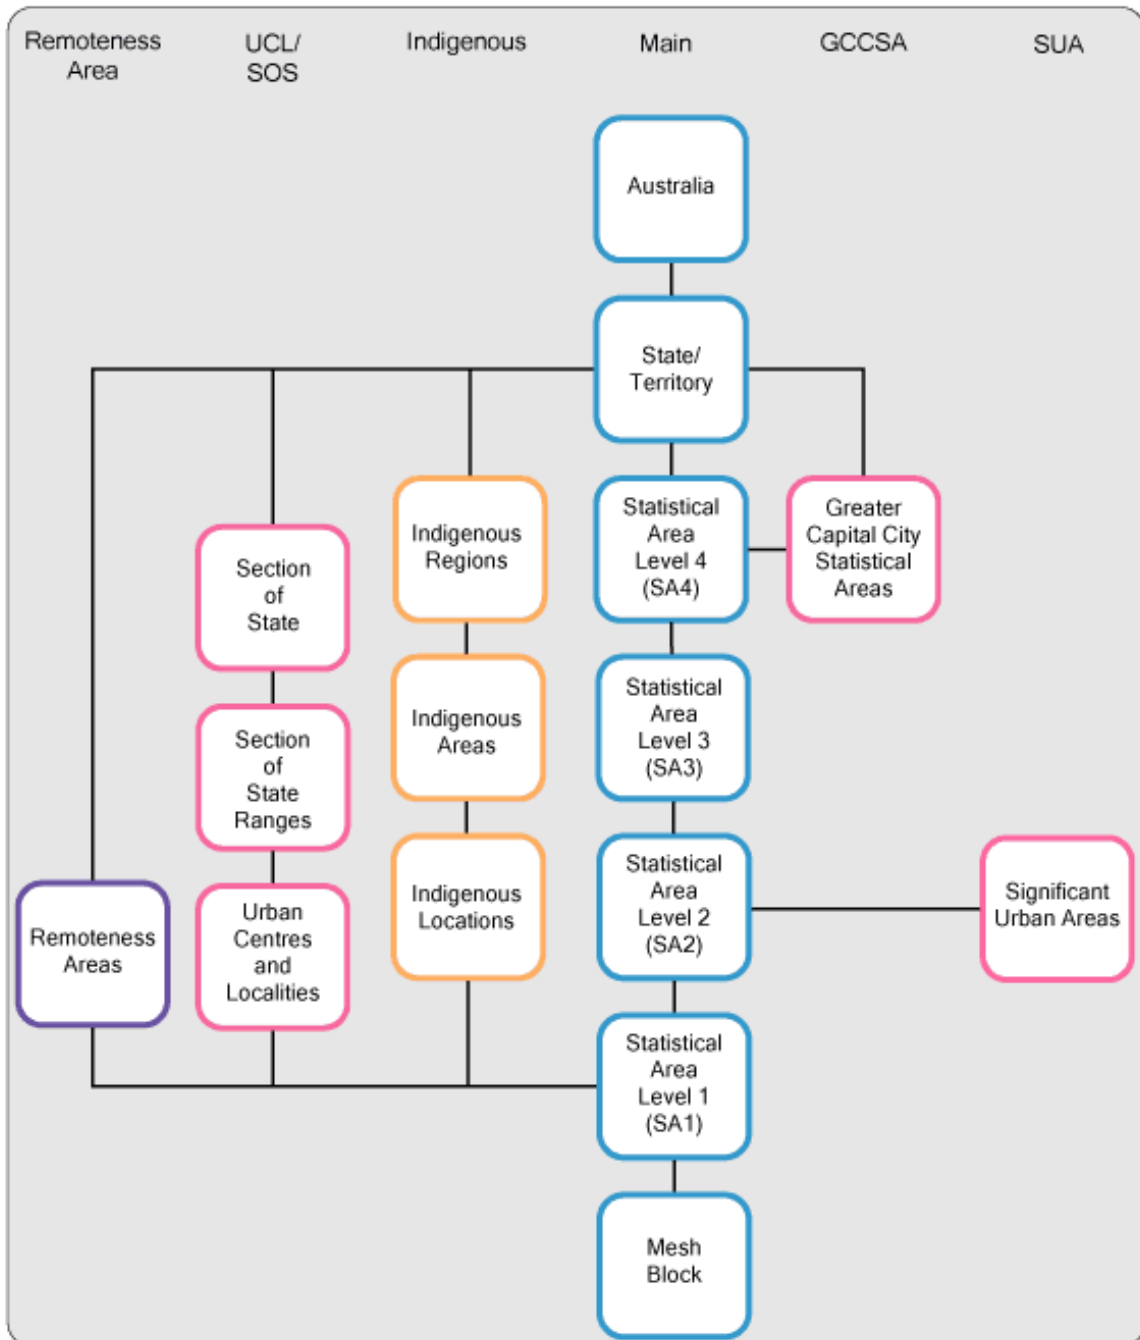 Remoteness
Area
UCL/
SOS
Indigenous
Main
GCCSA
SUA
Australia
State/
Territory
Section
of
State
Indigenous
Regions
Statistical
Area
Level 4
(SA4)
Greater
Capital City
Statistical
Areas
Section
of
State
Ranges
Indigenous
Areas
Statistical
Area
Level 3
(SA3)
Remoteness
Areas
Urban
Centres
and
Localities
Indigenous
Locations
Statistical
Area
Level 2
(SA2)
Significant
Urban Areas
Statistical
Area
Level 1
(SA1)
Mesh
Block